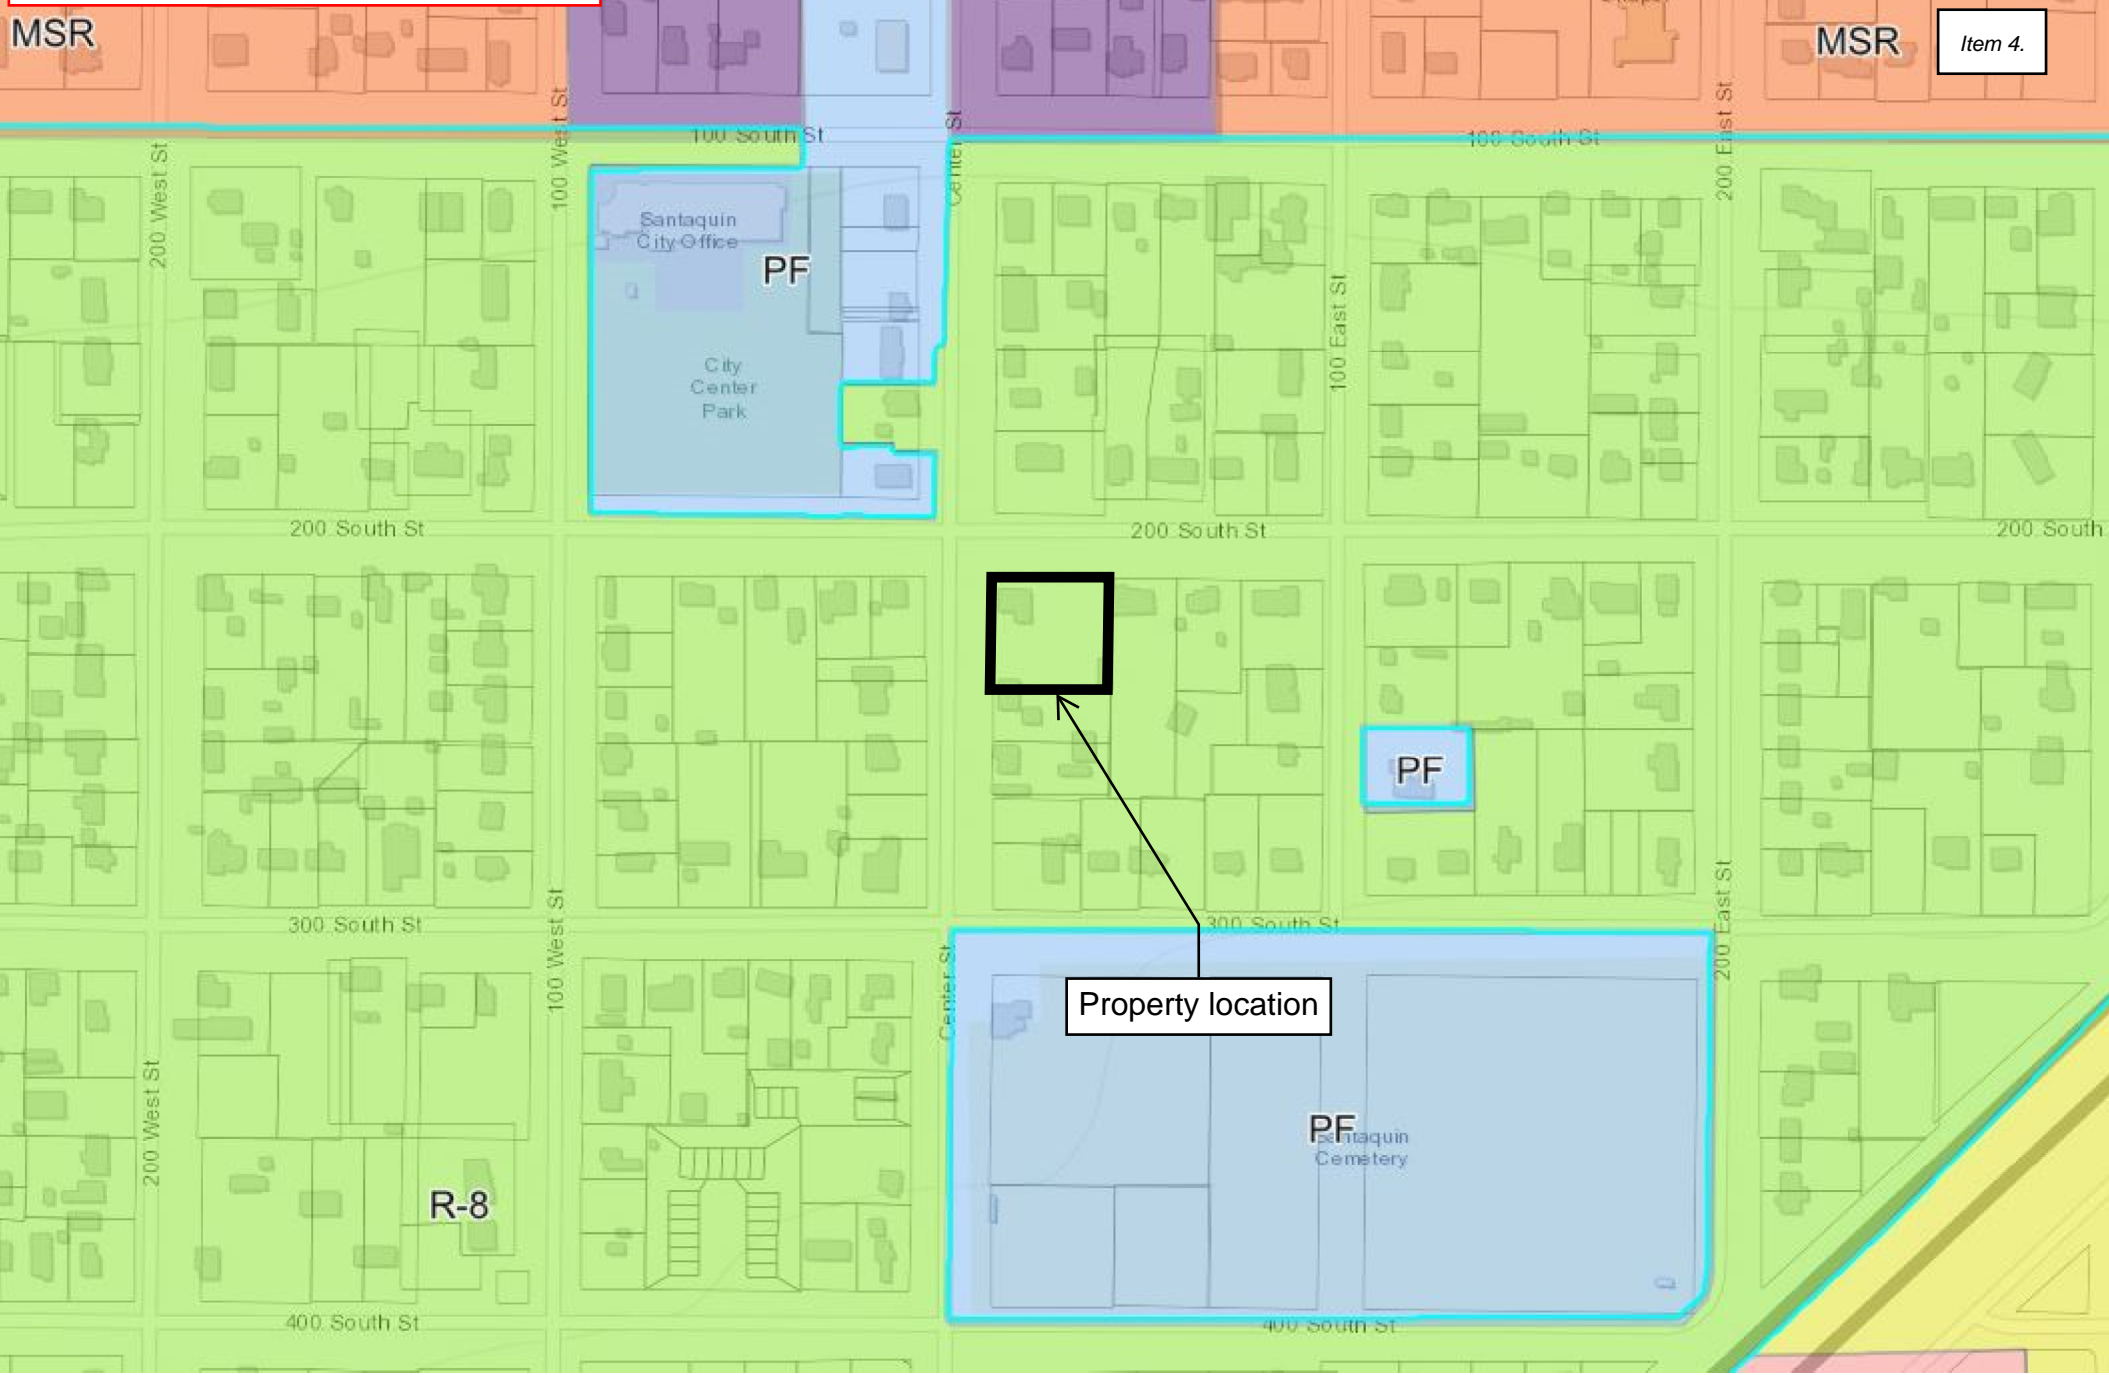 MSR
MSR
Item 4.
100 South St
100 South St
200 West St
100 West St
Center St
200 East St
Santaquin
City Office
PF
100 East St
City
Center
Park
200 South St
200 South St
200 South
PF
300 South St
300 South St
100 West St
Center St
200 East St
Property location
200 West St
PF
Santaquin
Cemetery
R-8
400 South St
400 South St